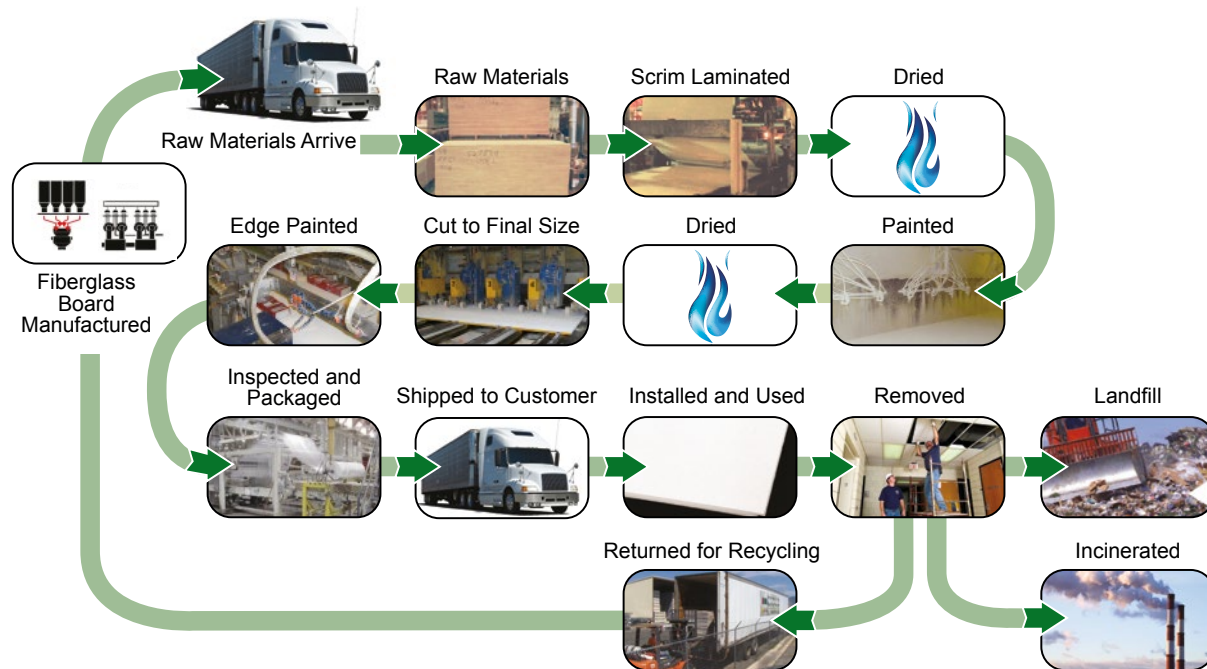 Raw Materials
Scrim Laminated
Dried
Raw Materials Arrive
Fiberglass
Board
Manufactured
Edge Painted
Cut to Final Size
Dried
Painted
Inspected and
Packaged
Shipped to Customer
Installed and Used
Removed
Landfill
Returned for Recycling
Incinerated